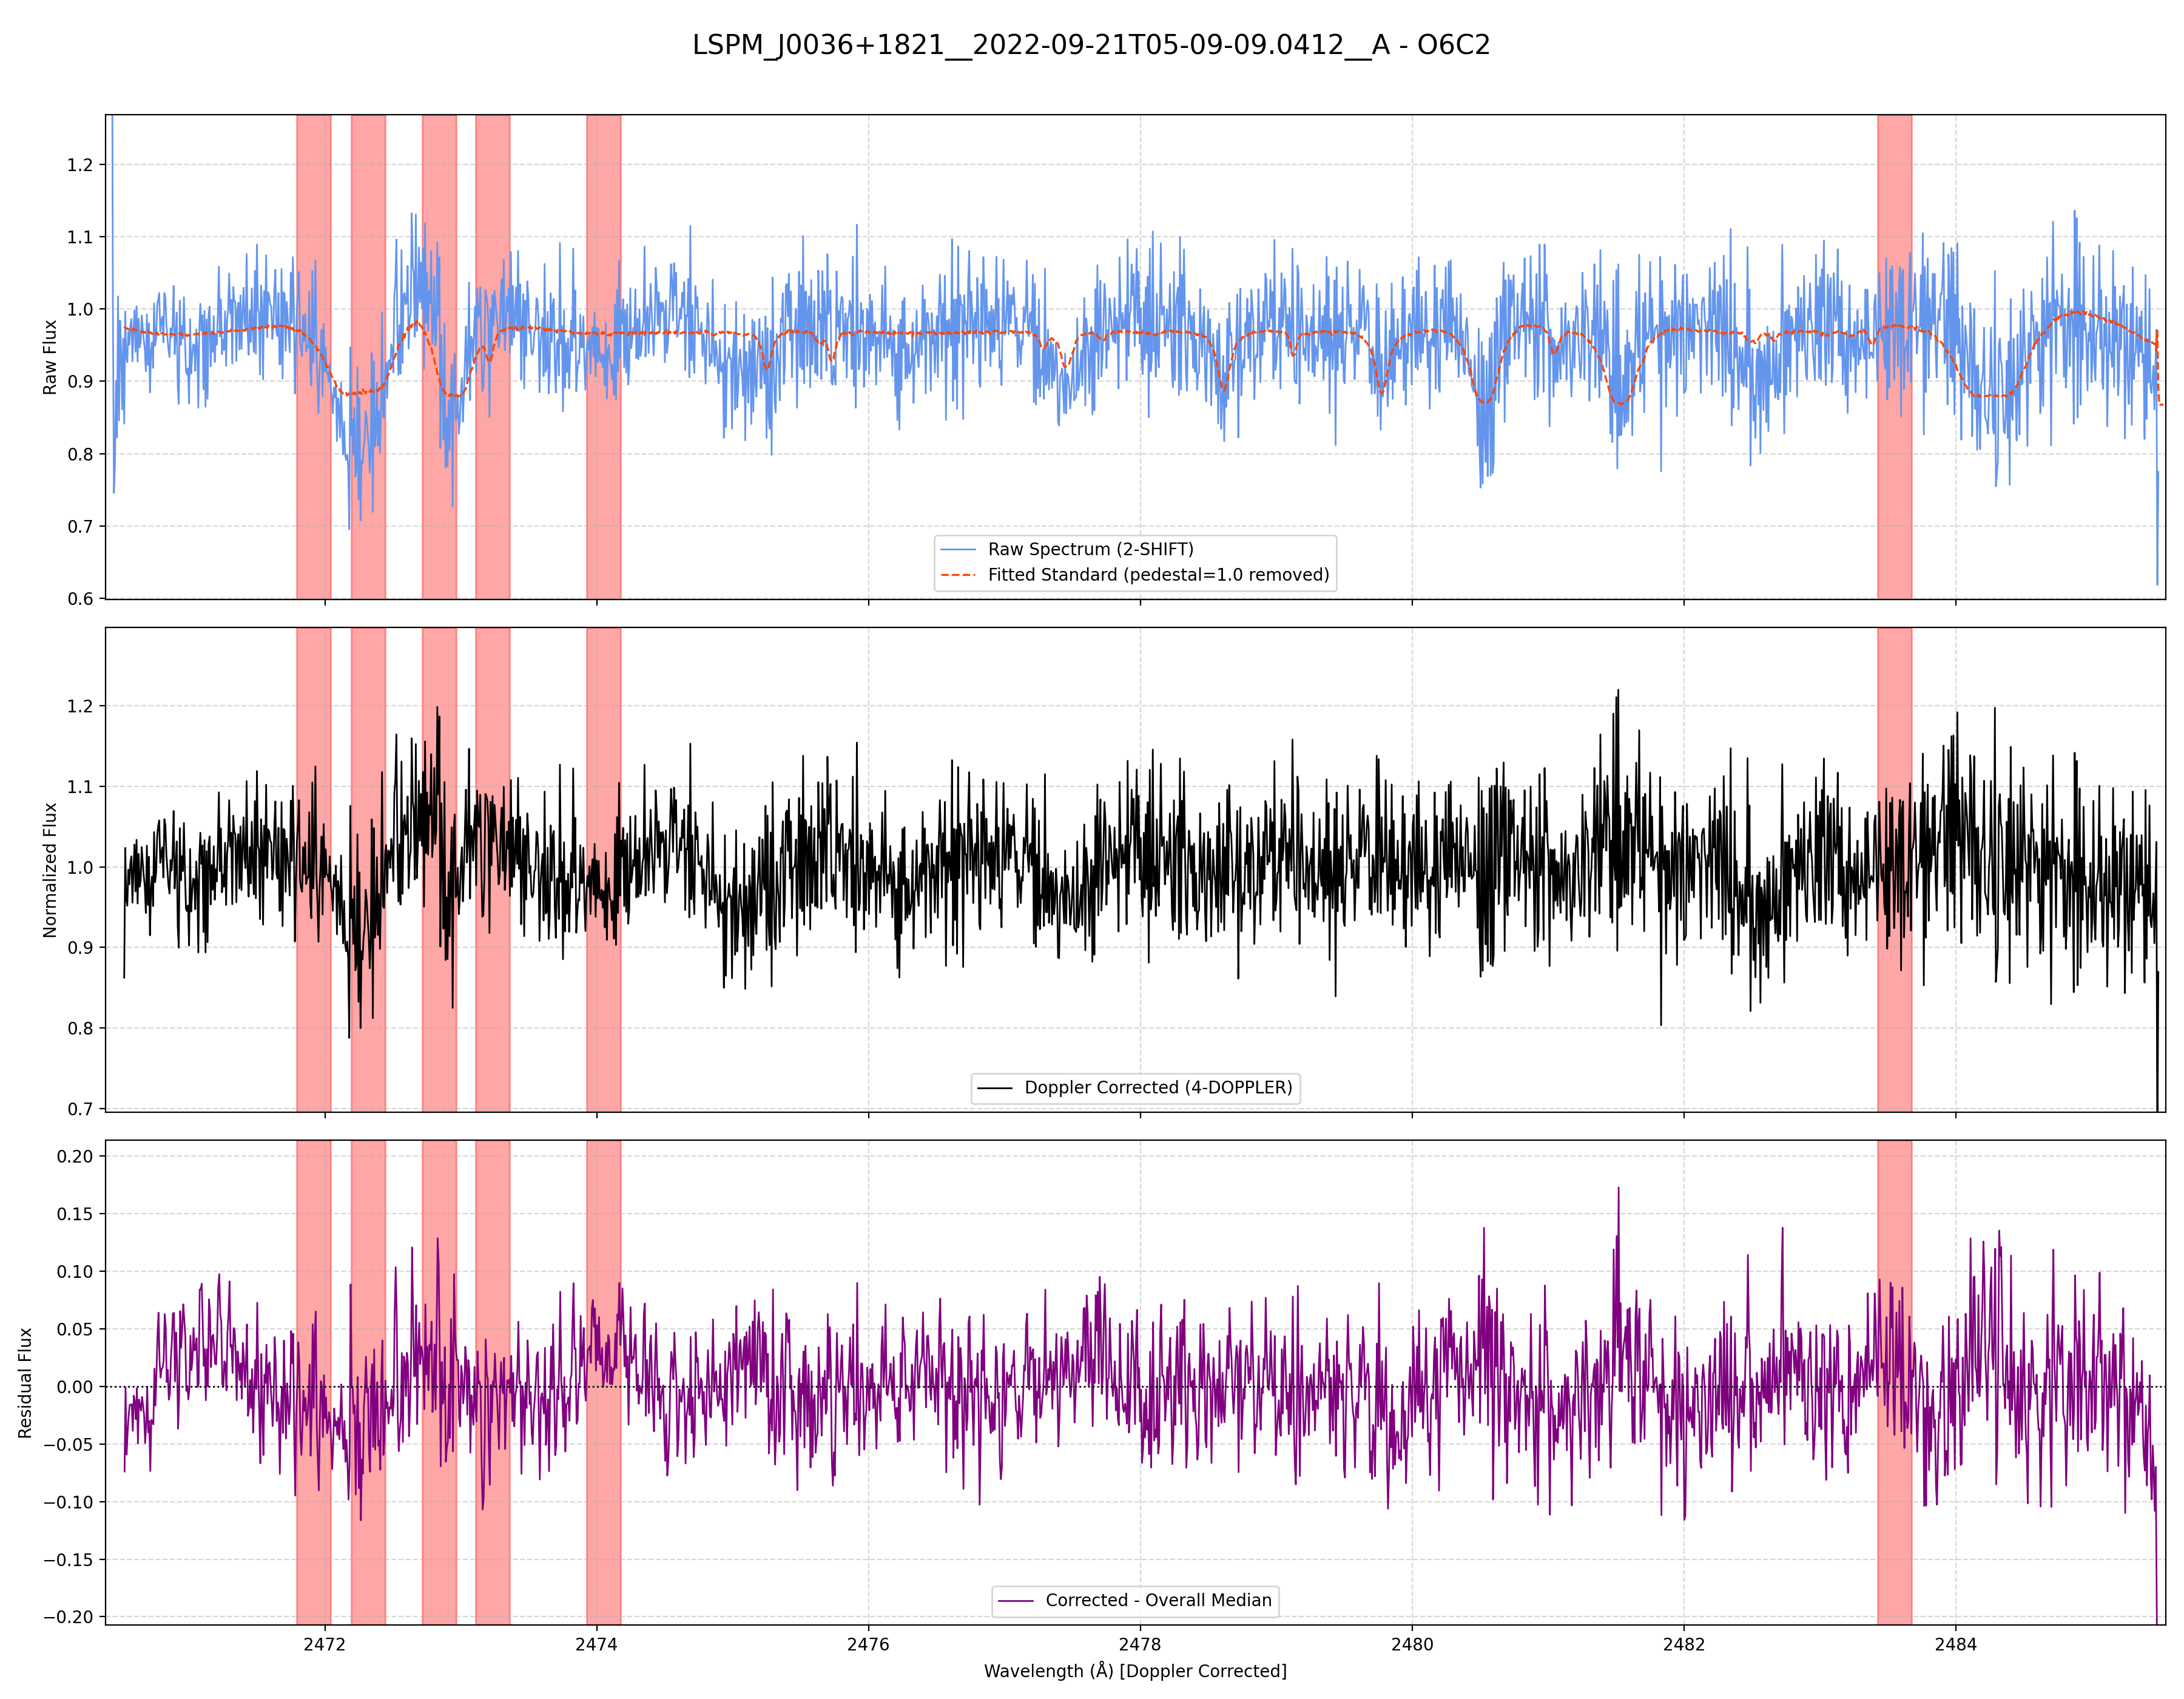 LSPM_J0036+1821__2022-09-21T05-09-09.0412__A - O6C2
1.2
1.1
1.0
0.9
0.8
0.7
0.6
Raw Flux
Raw Spectrum (2-SHIFT)
Fitted Standard (pedestal=1.0 removed)
1.2
1.1
1.0
0.9
0.8
0.7
Normalized Flux
Doppler Corrected (4-DOPPLER)
0.20
0.15
0.10
0.05
0.00
−0.05
−0.10
−0.15
−0.20
Residual Flux
Corrected - Overall Median
2472 2474 2476 2478 2480 2482 2484
Wavelength (Å) [Doppler Corrected]